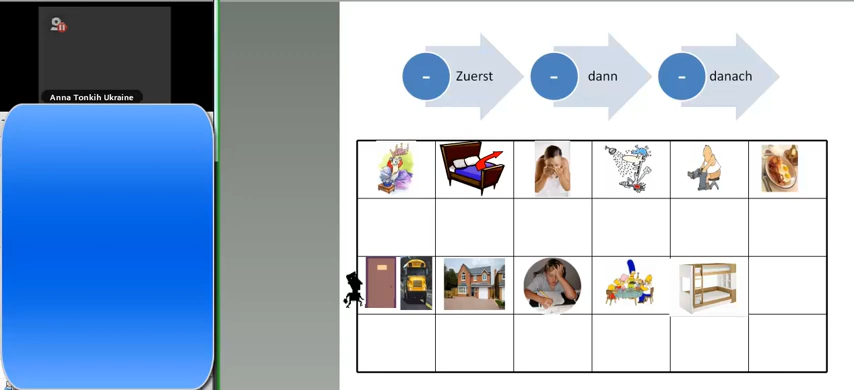 Anna Tonkih Ukraine
- Zuerst - dann - danach